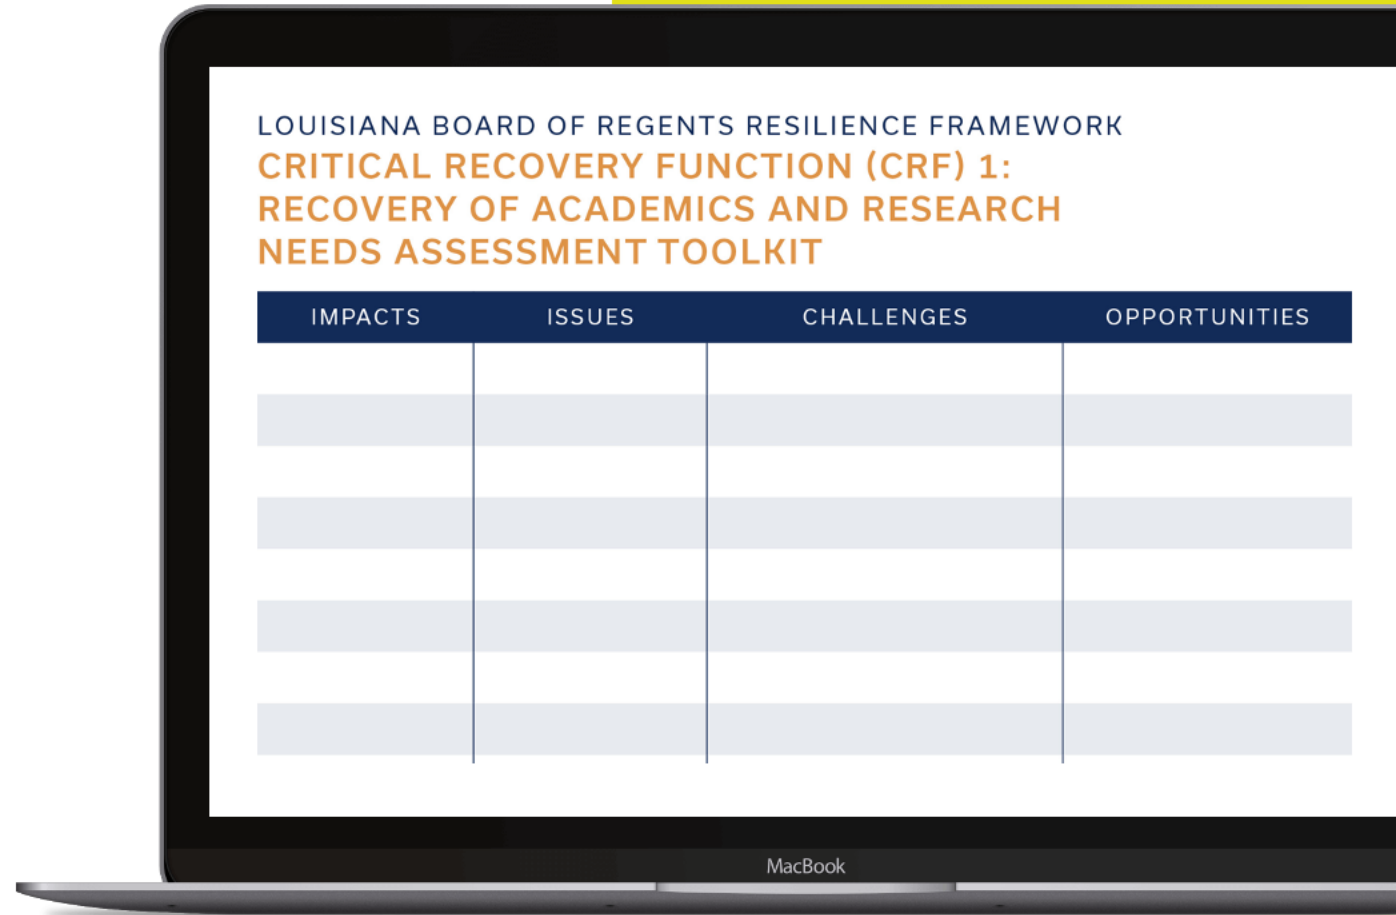 LOUISIANA BOARD OF REGENTS RESILIENCE FRAMEWORK
CRITICAL RECOVERY FUNCTION (CRF) 1:
RECOVERY OF ACADEMICS AND RESEARCH
NEEDS ASSESSMENT TOOLKIT
IMPACTS ISSUES CHALLENGES OPPORTUNITIES
MacBook